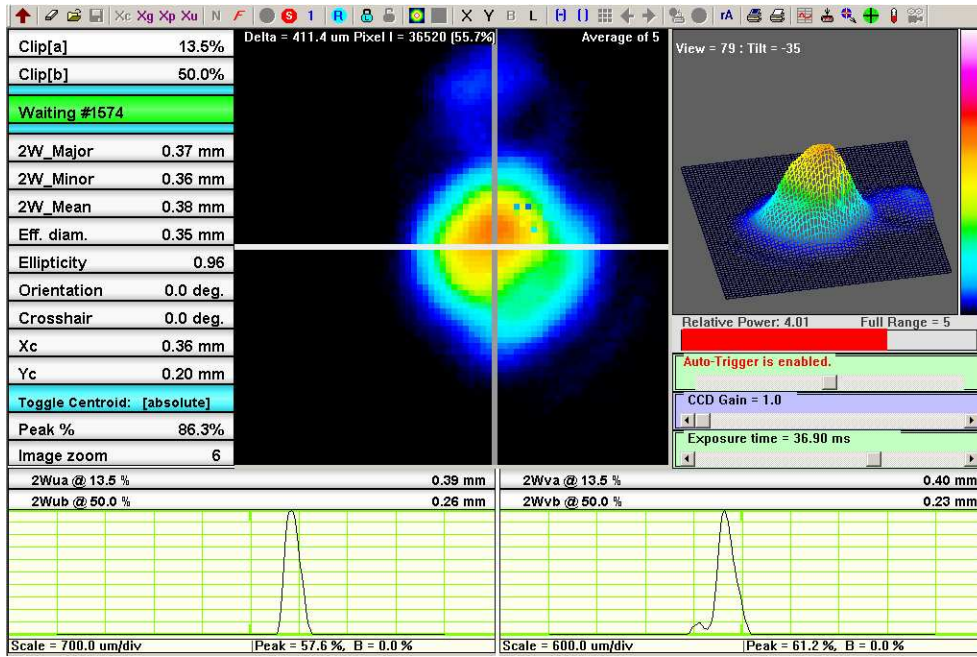 Xc Xg Xp Xu N F S 1 R X Y B L rA
Clip[a] 13.5%
Clip[b] 50.0%
Waiting #1574
2W_Major 0.37 mm
2W_Minor 0.36 mm
2W_Mean 0.38 mm
Eff. diam. 0.35 mm
Ellipticity 0.96
Orientation 0.0 deg.
Crosshair 0.0 deg.
Xc 0.36 mm
Yc 0.20 mm
Toggle Centroid: [absolute]
Peak % 86.3%
Image zoom 6
Delta = 411.4 um Pixel I = 36520 (55.7%) Average of 5
View = 79 : Tilt = -35
Relative Power: 4.01 Full Range = 5
Auto-Trigger is enabled.
CCD Gain = 1.0
Exposure time = 36.90 ms
2Wua @ 13.5 % 0.39 mm
2Wub @ 50.0 % 0.26 mm
Scale = 700.0 um/div Peak = 57.6 %, B = 0.0 %
2Wva @ 13.5 % 0.40 mm
2Wvb @ 50.0 % 0.23 mm
Scale = 600.0 um/div Peak = 61.2 %, B = 0.0 %